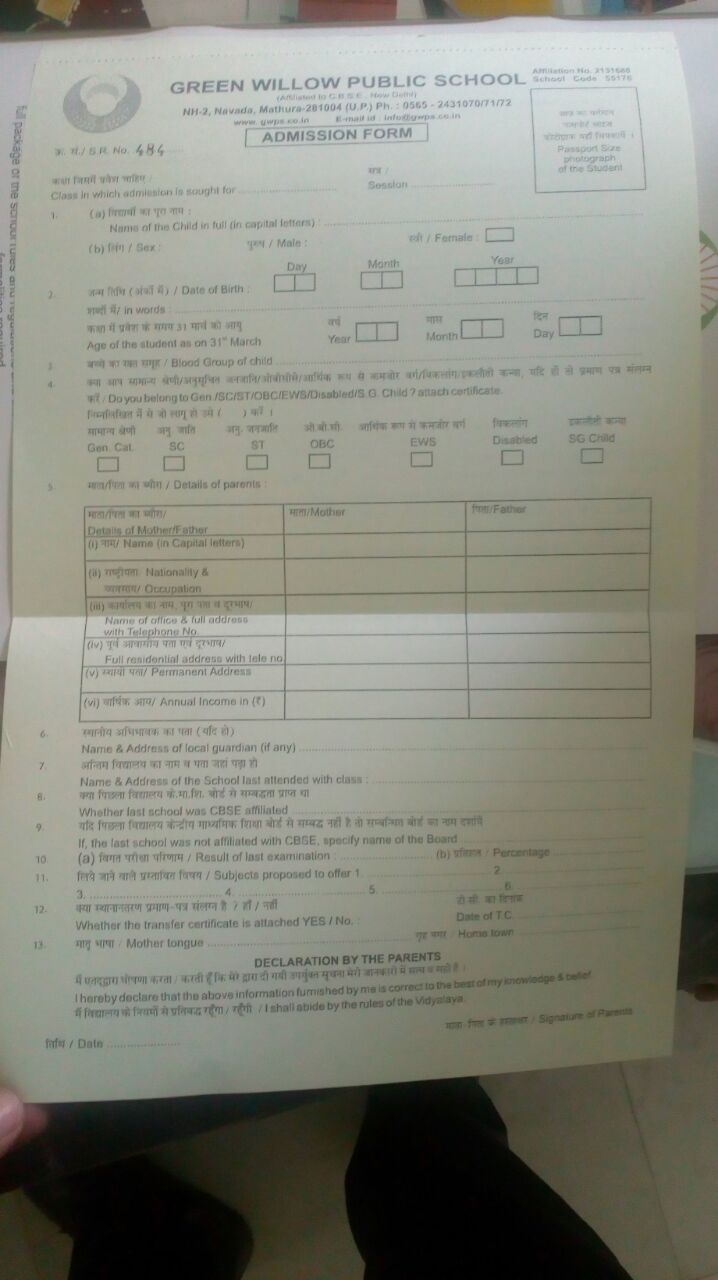 GREEN WILLOW PUBLIC SCHOOL
Affiliation No. 2131688
School Code 55176
(Affiliated to C.B.S.E., New Delhi)
NH-2, Navada, Mathura-281004 (U.P.) Ph. : 0565 - 2431070/71/72
www. gwps.co.in E-mail id : info@gwps.co.in
ADMISSION FORM
Passport Size
photograph
of the Student
क्र. सं./ S.R. No. 484
कक्षा जिसमें प्रवेश चाहिए / सत्र /
Class in which admission is sought for .......... Session ..........
1. (a) विद्यार्थी का पूरा नाम :
Name of the Child in full (in capital letters) : ..........
(b) लिंग / Sex : पुरुष / Male : स्त्री / Female :
Day Month Year
2. जन्म तिथि (अंकों में) / Date of Birth :
शब्दों में/ in words : ..........
कक्षा में प्रवेश के समय 31 मार्च को आयु वर्ष मास दिन
Age of the student as on 31st March Year Month Day
3. बच्चे का रक्त समूह / Blood Group of child ..........
4. क्या आप सामान्य श्रेणी/अनुसूचित जनजाति/ओबीसी/आर्थिक रूप से कमजोर वर्ग/विकलांग/इकलौती कन्या, यदि हाँ तो प्रमाण पत्र संलग्न
करें / Do you belong to Gen./SC/ST/OBC/EWS/Disabled/S.G. Child ? attach certificate.
निम्नलिखित में से जो लागू हो उसे ( ) करें ।
सामान्य श्रेणी अनु. जाति अनु. जनजाति ओ.बी.सी. आर्थिक रूप से कमजोर वर्ग विकलांग इकलौती कन्या
Gen. Cat. SC ST OBC EWS Disabled SG Child
5. माता/पिता का ब्यौरा / Details of parents :
माता/पिता का ब्यौरा/ माता/Mother पिता/Father
Details of Mother/Father
(i) नाम/ Name (in Capital letters)
(ii) राष्ट्रीयता Nationality &
व्यवसाय/ Occupation
(iii) कार्यालय का नाम, पूरा पता व दूरभाष/
Name of office & full address
with Telephone No.
(iv) पूर्ण आवासीय पता एवं दूरभाष/
Full residential address with tele no
(v) स्थायी पता/ Permanent Address
(vi) वार्षिक आय/ Annual Income in (₹)
6. स्थानीय अभिभावक का पता (यदि हो)
Name & Address of local guardian (if any) ..........
7. अन्तिम विद्यालय का नाम व पता जहां पढ़ा हो
Name & Address of the School last attended with class : ..........
8. क्या पिछला विद्यालय के.मा.शि. बोर्ड से सम्बद्धता प्राप्त था
Whether last school was CBSE affiliated ..........
9. यदि पिछला विद्यालय केन्द्रीय माध्यमिक शिक्षा बोर्ड से सम्बद्ध नहीं है तो सम्बन्धित बोर्ड का नाम दर्शायें
If, the last school was not affiliated with CBSE, specify name of the Board ..........
10. (a) विगत परीक्षा परिणाम / Result of last examination : .......... (b) प्रतिशत / Percentage ..........
11. लिये जाने वाले प्रस्तावित विषय / Subjects proposed to offer 1. .......... 2. ..........
3. .......... 4. .......... 5. .......... 6. ..........
12. क्या स्थानान्तरण प्रमाण-पत्र संलग्न है ? हाँ / नहीं टी.सी. का दिनांक
Whether the transfer certificate is attached YES / No. : Date of T.C. ..........
13. मातृ भाषा / Mother tongue .......... गृह नगर / Home town ..........
DECLARATION BY THE PARENTS
मैं एतद्द्वारा घोषणा करता / करती हूँ कि मेरे द्वारा दी गयी उपर्युक्त सूचना मेरी जानकारी में सत्य व सही है ।
I hereby declare that the above information furnished by me is correct to the best of my knowledge & belief.
मैं विद्यालय के नियमों से प्रतिबद्ध रहूँगा / रहूँगी । / I shall abide by the rules of the Vidyalaya.
माता-पिता के हस्ताक्षर / Signature of Parents
तिथि / Date ..........
full package of the school rules and regulations